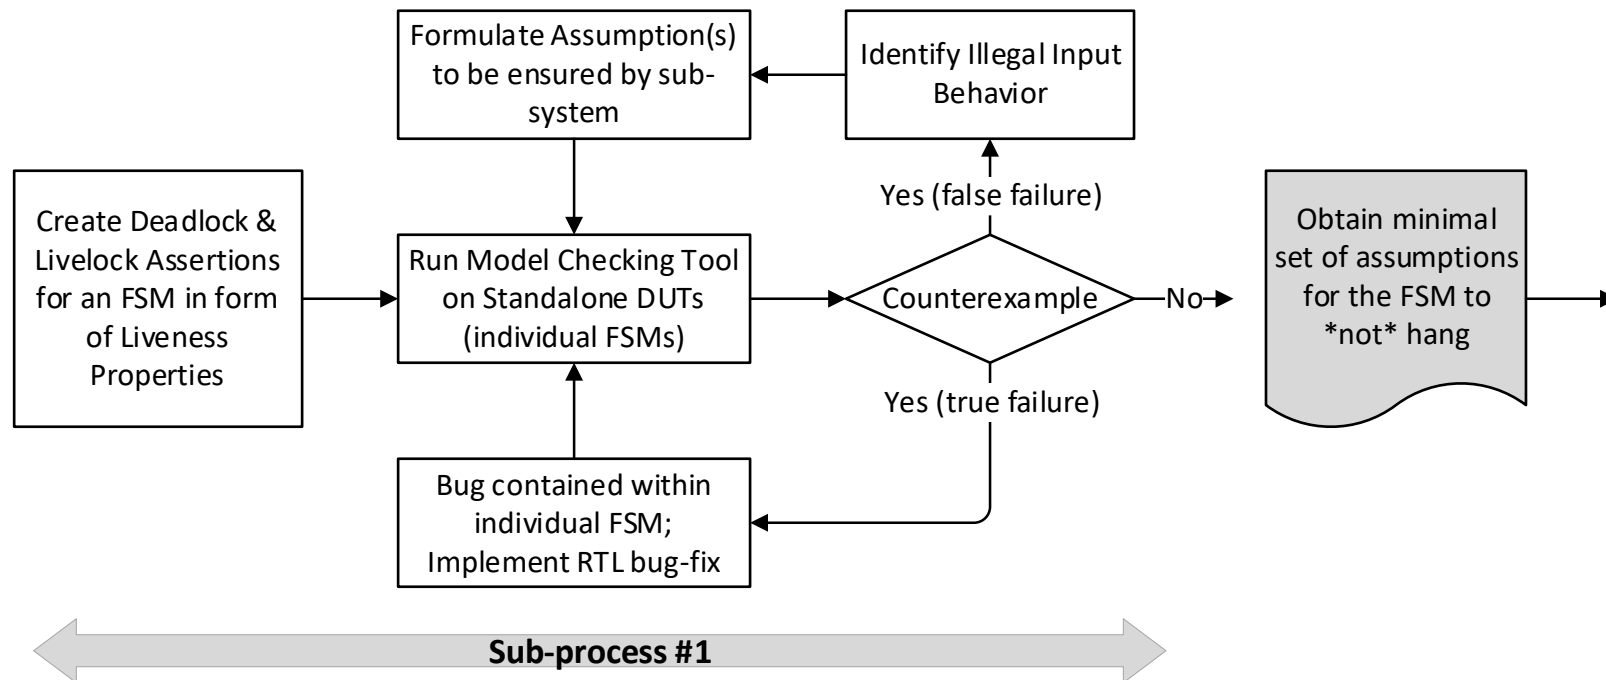 Formulate Assumption(s)
to be ensured by sub-
system
Identify Illegal Input
Behavior
Yes (false failure)
Create Deadlock &
Livelock Assertions
for an FSM in form
of Liveness
Properties
Run Model Checking Tool
on Standalone DUTs
(individual FSMs)
Counterexample
No
Obtain minimal
set of assumptions
for the FSM to
*not* hang
Yes (true failure)
Bug contained within
individual FSM;
Implement RTL bug-fix
Sub-process #1